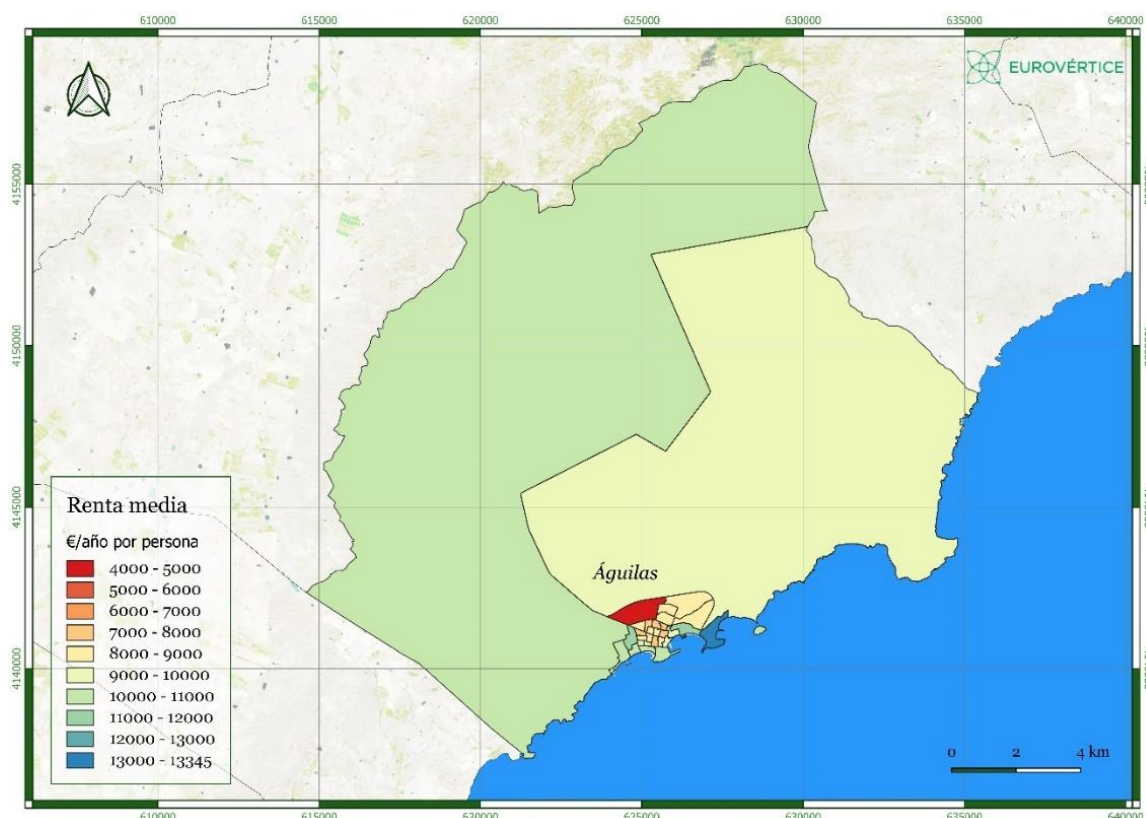 610000 615000 620000 625000 630000 635000 640000
EUROVÉRTICE
4155000
4150000
4145000
4140000
Águilas
Renta media
€/año por persona
4000 - 5000
5000 - 6000
6000 - 7000
7000 - 8000
8000 - 9000
9000 - 10000
10000 - 11000
11000 - 12000
12000 - 13000
13000 - 13345
0 2 4 km
610000 615000 620000 625000 630000 635000 640000